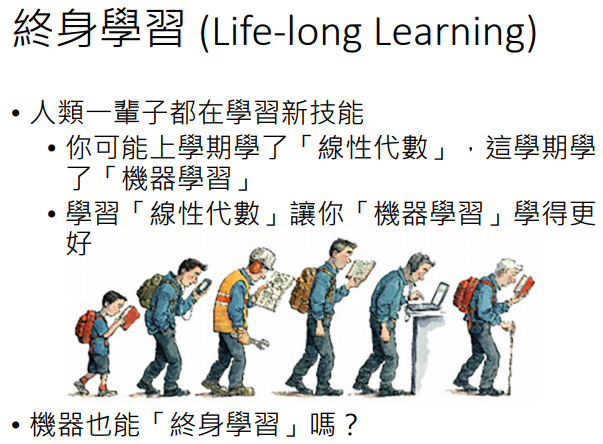 終身學習 (Life-long Learning)
• 人類一輩子都在學習新技能
• 你可能上學期學了「線性代數」，這學期學
了「機器學習」
• 學習「線性代數」讓你「機器學習」學得更
好
• 機器也能「終身學習」嗎？